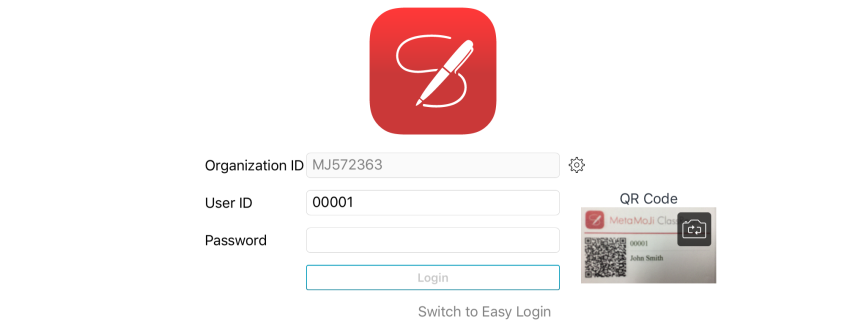 Organization ID MJ572363
User ID 00001
QR Code
MetaMoJi Clas
Password
00001
John Smith
Login
Switch to Easy Login